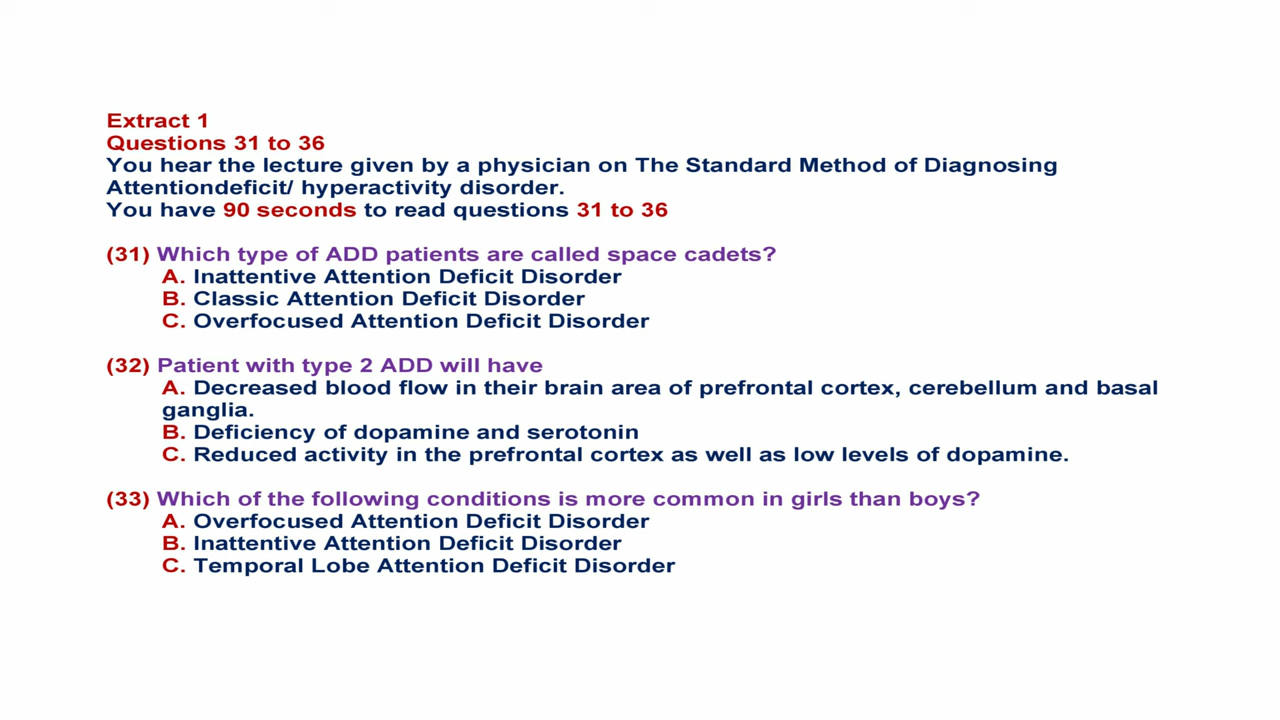 Extract 1
Questions 31 to 36
You hear the lecture given by a physician on The Standard Method of Diagnosing
Attentiondeficit/ hyperactivity disorder.
You have 90 seconds to read questions 31 to 36
(31) Which type of ADD patients are called space cadets?
A. Inattentive Attention Deficit Disorder
B. Classic Attention Deficit Disorder
C. Overfocused Attention Deficit Disorder
(32) Patient with type 2 ADD will have
A. Decreased blood flow in their brain area of prefrontal cortex, cerebellum and basal
ganglia.
B. Deficiency of dopamine and serotonin
C. Reduced activity in the prefrontal cortex as well as low levels of dopamine.
(33) Which of the following conditions is more common in girls than boys?
A. Overfocused Attention Deficit Disorder
B. Inattentive Attention Deficit Disorder
C. Temporal Lobe Attention Deficit Disorder